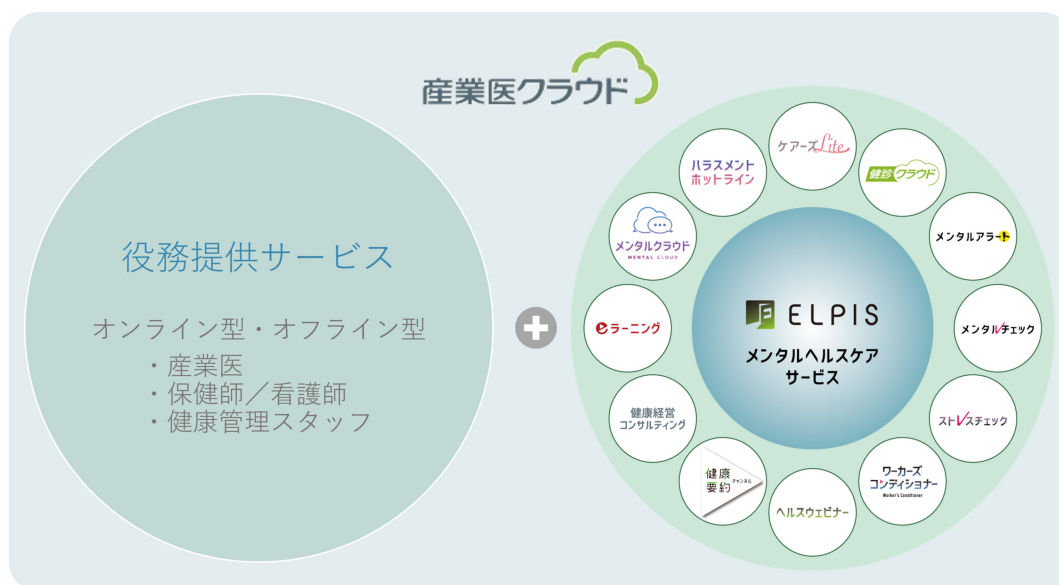 産業医クラウド
役務提供サービス
オンライン型・オフライン型
・産業医
・保健師／看護師
・健康管理スタッフ
ELPIS
メンタルヘルスケア
サービス
ケアーズLite
健診クラウド
メンタルアラート
メンタルチェック
ストレスチェック
ワーカーズ
コンディショナー
Worker's Conditioner
ヘルスウェビナー
健康
要約
チャンネル
健康経営
コンサルティング
eラーニング
メンタルクラウド
MENTAL CLOUD
ハラスメント
ホットライン